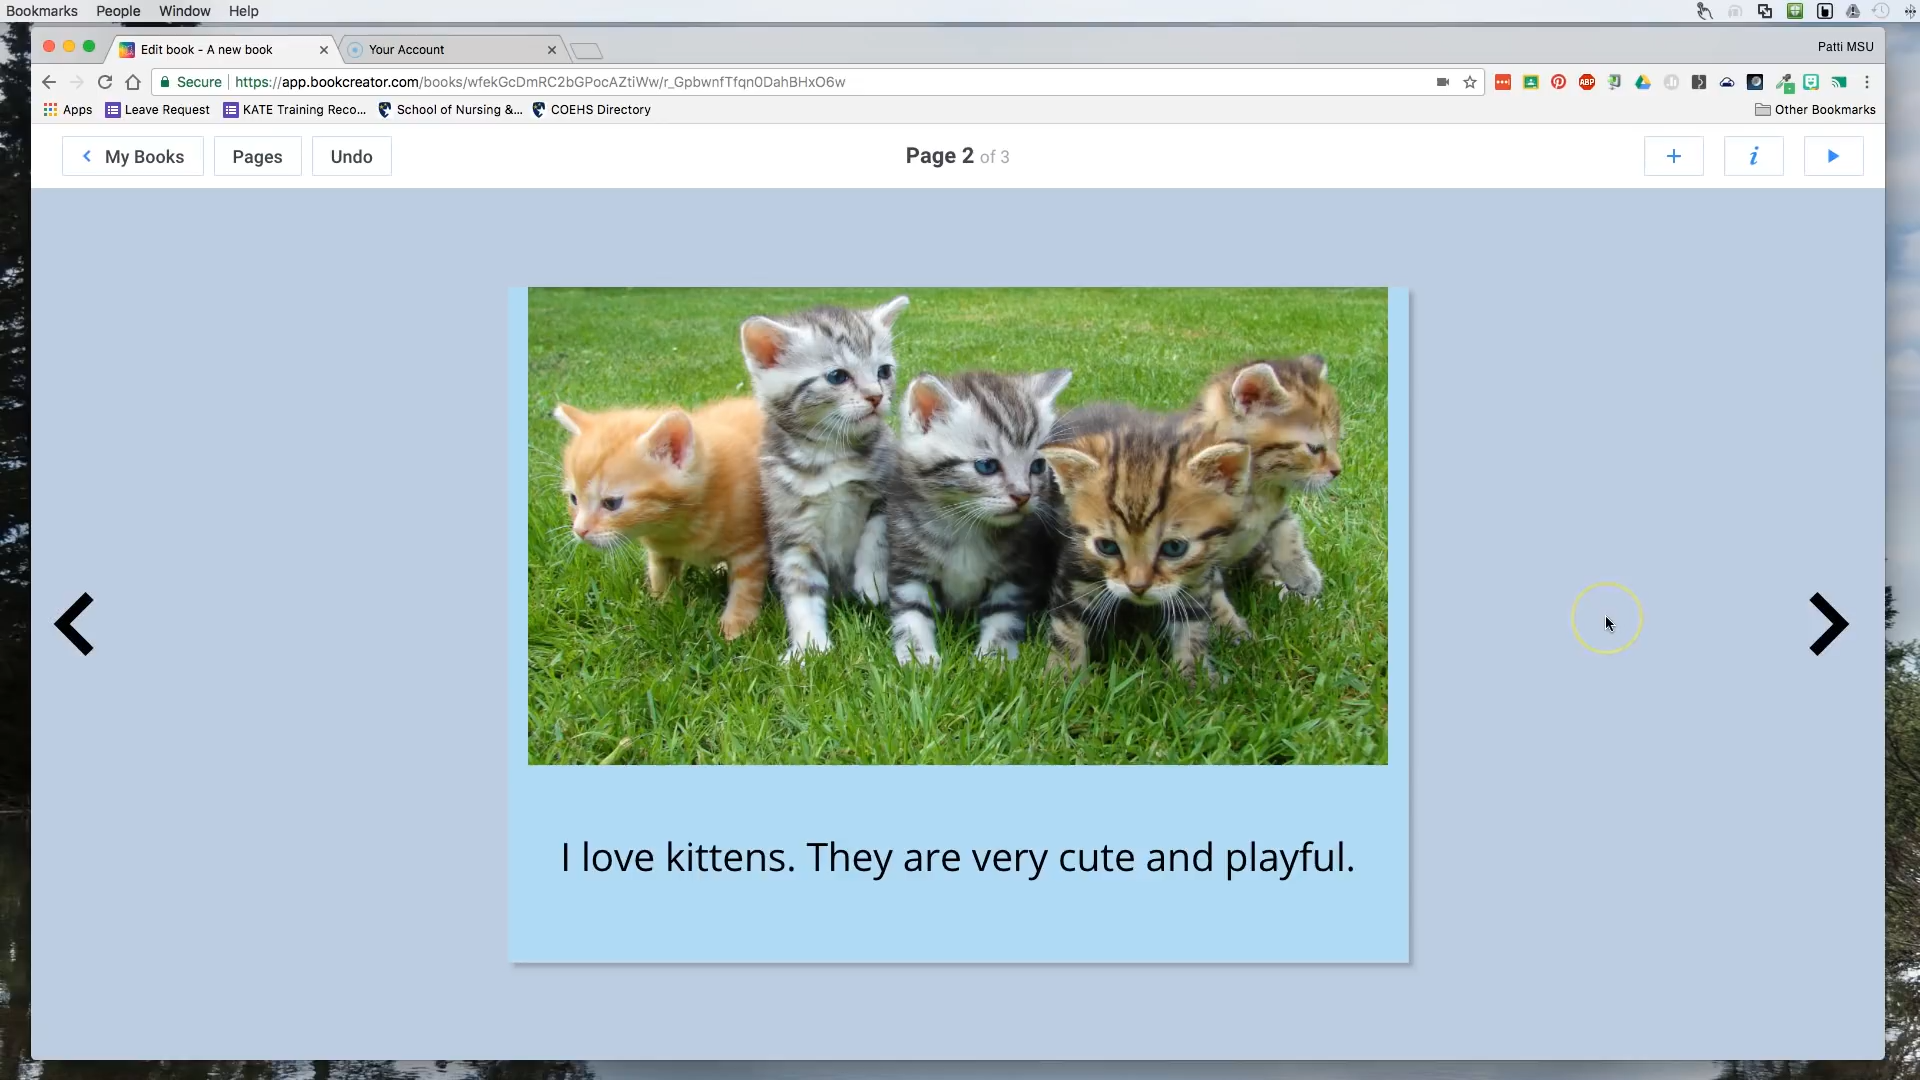 Bookmarks People Window Help
Edit book - A new book Your Account Patti MSU
Secure https://app.bookcreator.com/books/wfekGcDmRC2bGPocAZtiWw/r_GpbwnfTfqn0DahBHxO6w ABP
Apps Leave Request KATE Training Reco... School of Nursing &... COEHS Directory Other Bookmarks
My Books Pages Undo Page 2 of 3 + i
I love kittens. They are very cute and playful.